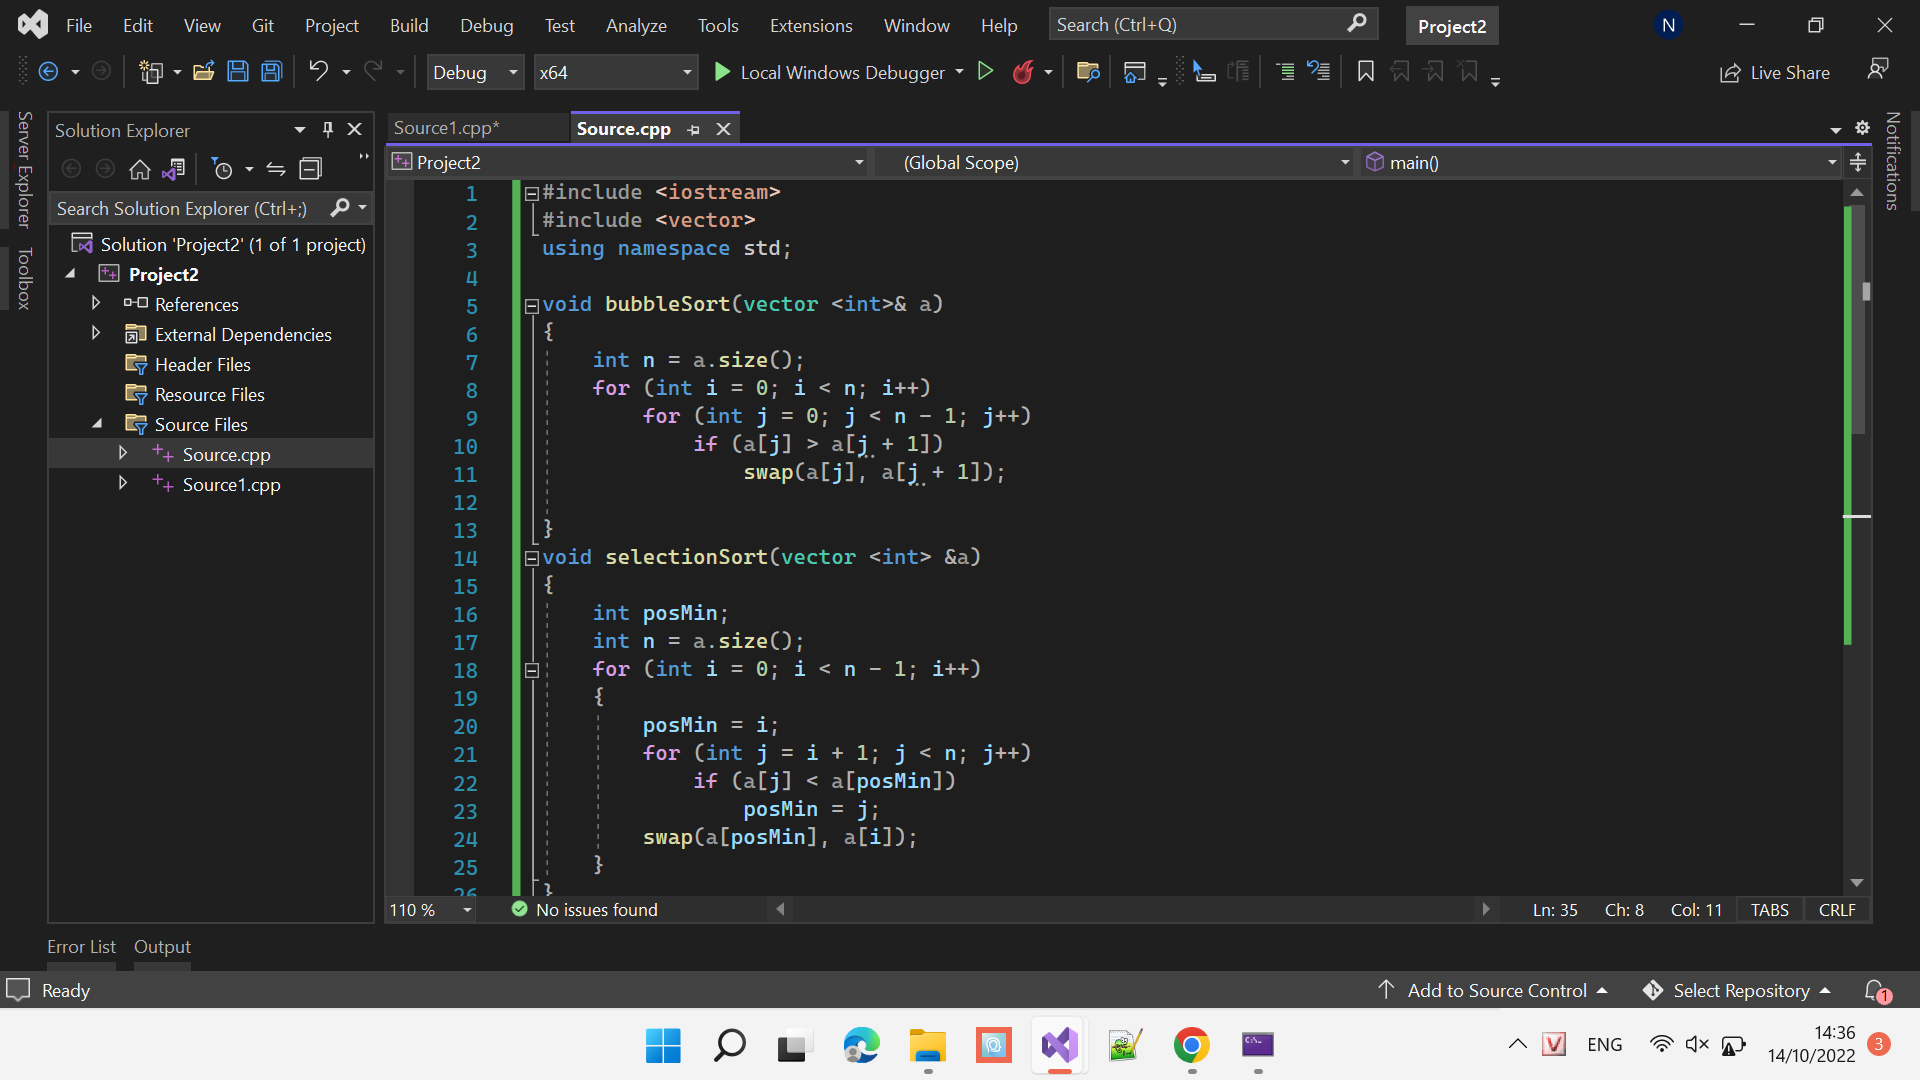 File Edit View Git Project Build Debug Test Analyze Tools Extensions Window Help Search (Ctrl+Q) Project2 N
Debug x64 Local Windows Debugger Live Share
Server Explorer
Toolbox
Solution Explorer
Search Solution Explorer (Ctrl+;)
Solution 'Project2' (1 of 1 project)
Project2
References
External Dependencies
Header Files
Resource Files
Source Files
Source.cpp
Source1.cpp
Source1.cpp* Source.cpp
Project2 (Global Scope) main()
Notifications
1 #include <iostream>
2 #include <vector>
3 using namespace std;
4
5 void bubbleSort(vector <int>& a)
6 {
7 int n = a.size();
8 for (int i = 0; i < n; i++)
9 for (int j = 0; j < n - 1; j++)
10 if (a[j] > a[j + 1])
11 swap(a[j], a[j + 1]);
12
13 }
14 void selectionSort(vector <int> &a)
15 {
16 int posMin;
17 int n = a.size();
18 for (int i = 0; i < n - 1; i++)
19 {
20 posMin = i;
21 for (int j = i + 1; j < n; j++)
22 if (a[j] < a[posMin])
23 posMin = j;
24 swap(a[posMin], a[i]);
25 }
26 }
110 % No issues found Ln: 35 Ch: 8 Col: 11 TABS CRLF
Error List Output
Ready Add to Source Control Select Repository 1
V ENG 14:36 3
14/10/2022